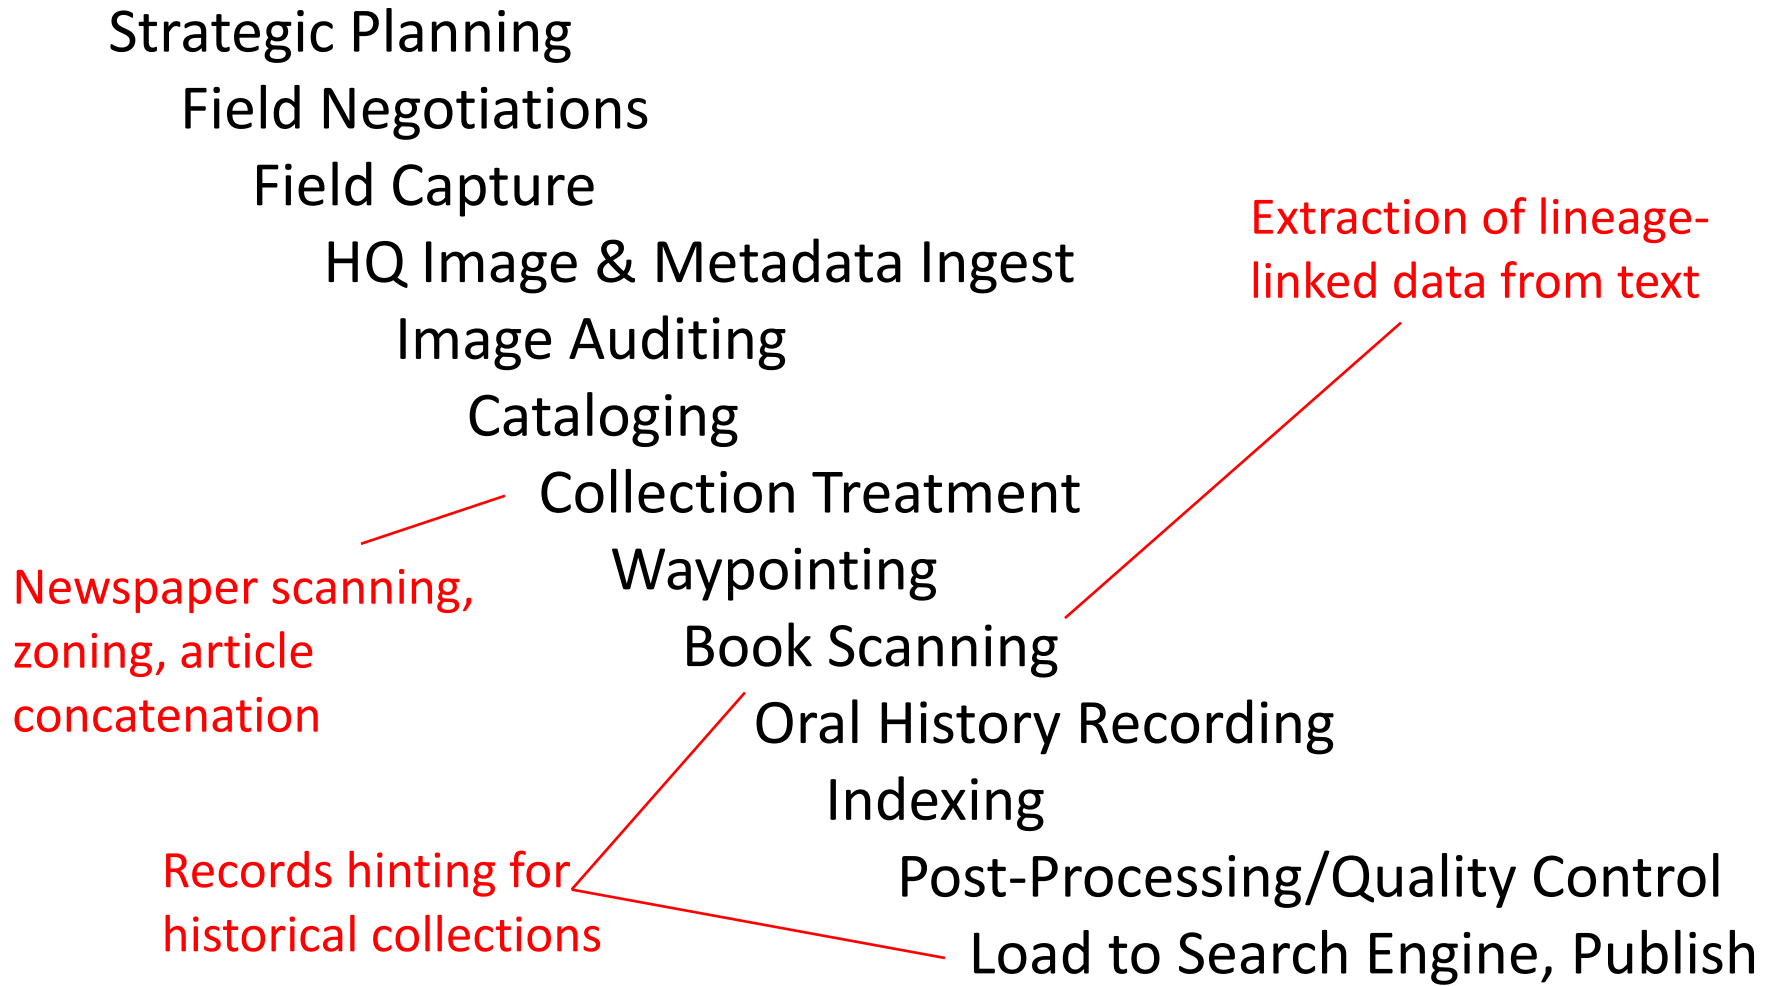 Strategic Planning
Field Negotiations
Field Capture
HQ Image & Metadata Ingest
Image Auditing
Cataloging
Collection Treatment
Waypointing
Book Scanning
Oral History Recording
Indexing
Post-Processing/Quality Control
Load to Search Engine, Publish
Extraction of lineage-
linked data from text
Newspaper scanning,
zoning, article
concatenation
Records hinting for
historical collections